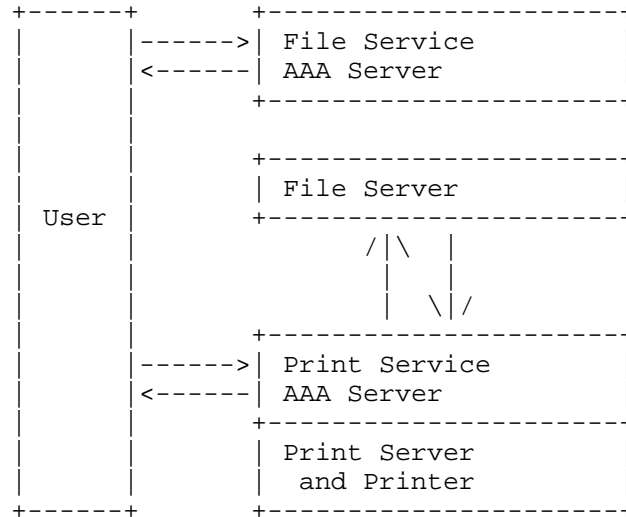 File Service
AAA Server
File Server
User
Print Service
AAA Server
Print Server
and Printer